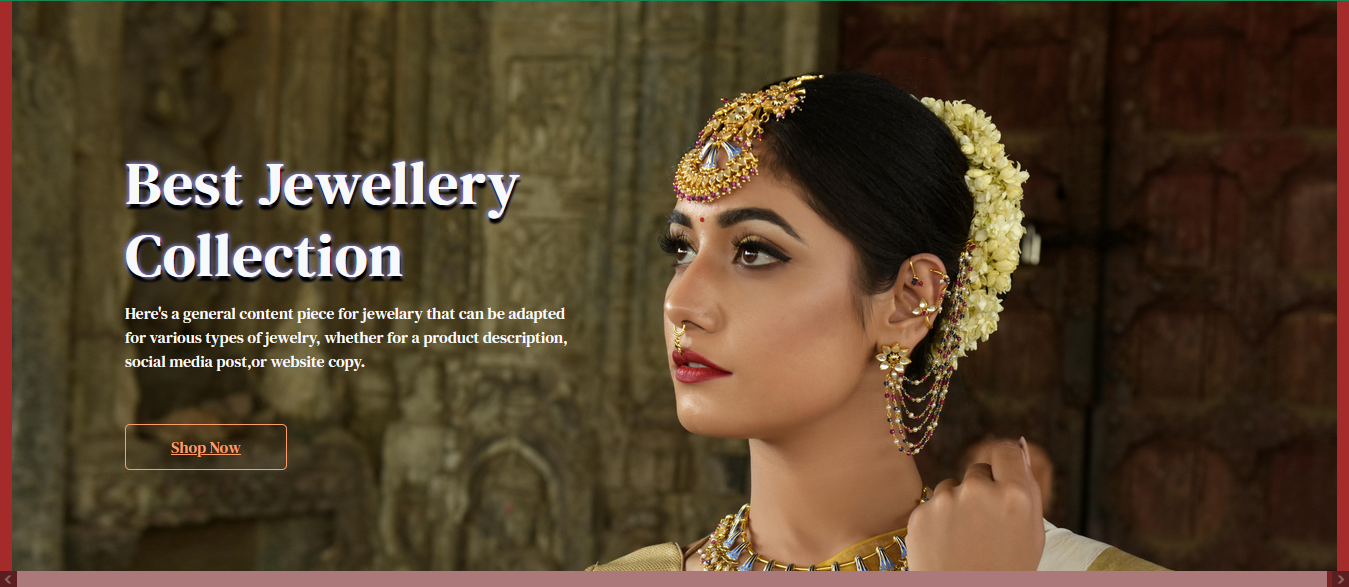 Best Jewellery
Collection
Here's a general content piece for jewelary that can be adapted
for various types of jewelry, whether for a product description,
social media post,or website copy.
Shop Now